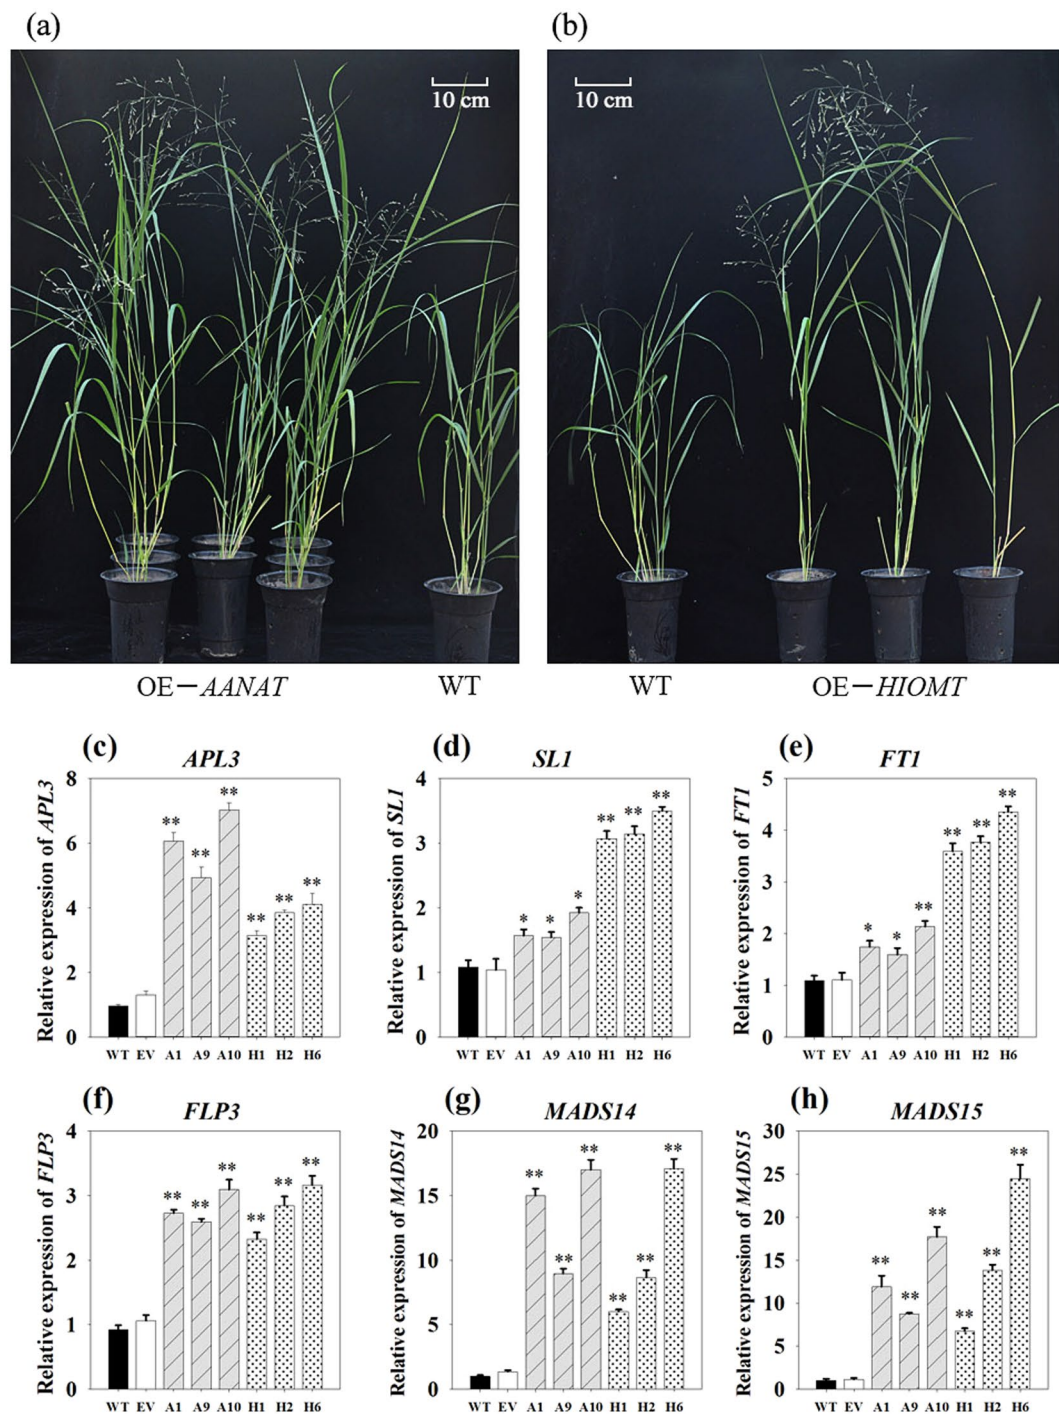 (a) (b)
10 cm 10 cm
OE—AANAT WT WT OE—HIOMT
(c) APL3
Relative expression of APL3
8
6
4
2
0
** ** ** ** ** **
WT EV A1 A9 A10 H1 H2 H6
(d) SL1
Relative expression of SL1
4
3
2
1
0
* * * ** ** **
WT EV A1 A9 A10 H1 H2 H6
(e) FT1
Relative expression of FT1
5
4
3
2
1
0
* * ** ** ** **
WT EV A1 A9 A10 H1 H2 H6
(f) FLP3
Relative expression of FLP3
4
3
2
1
0
** ** ** ** ** **
WT EV A1 A9 A10 H1 H2 H6
(g) MADS14
Relative expression of MADS14
20
15
10
5
0
** ** ** ** ** **
WT EV A1 A9 A10 H1 H2 H6
(h) MADS15
Relative expression of MADS15
30
25
20
15
10
5
0
** ** ** ** ** **
WT EV A1 A9 A10 H1 H2 H6